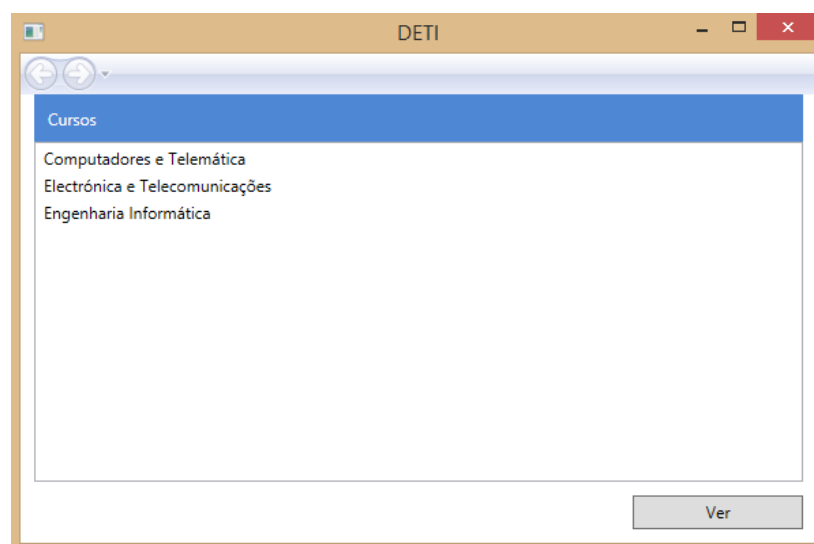 DETI
Cursos
Computadores e Telemática
Electrónica e Telecomunicações
Engenharia Informática
Ver